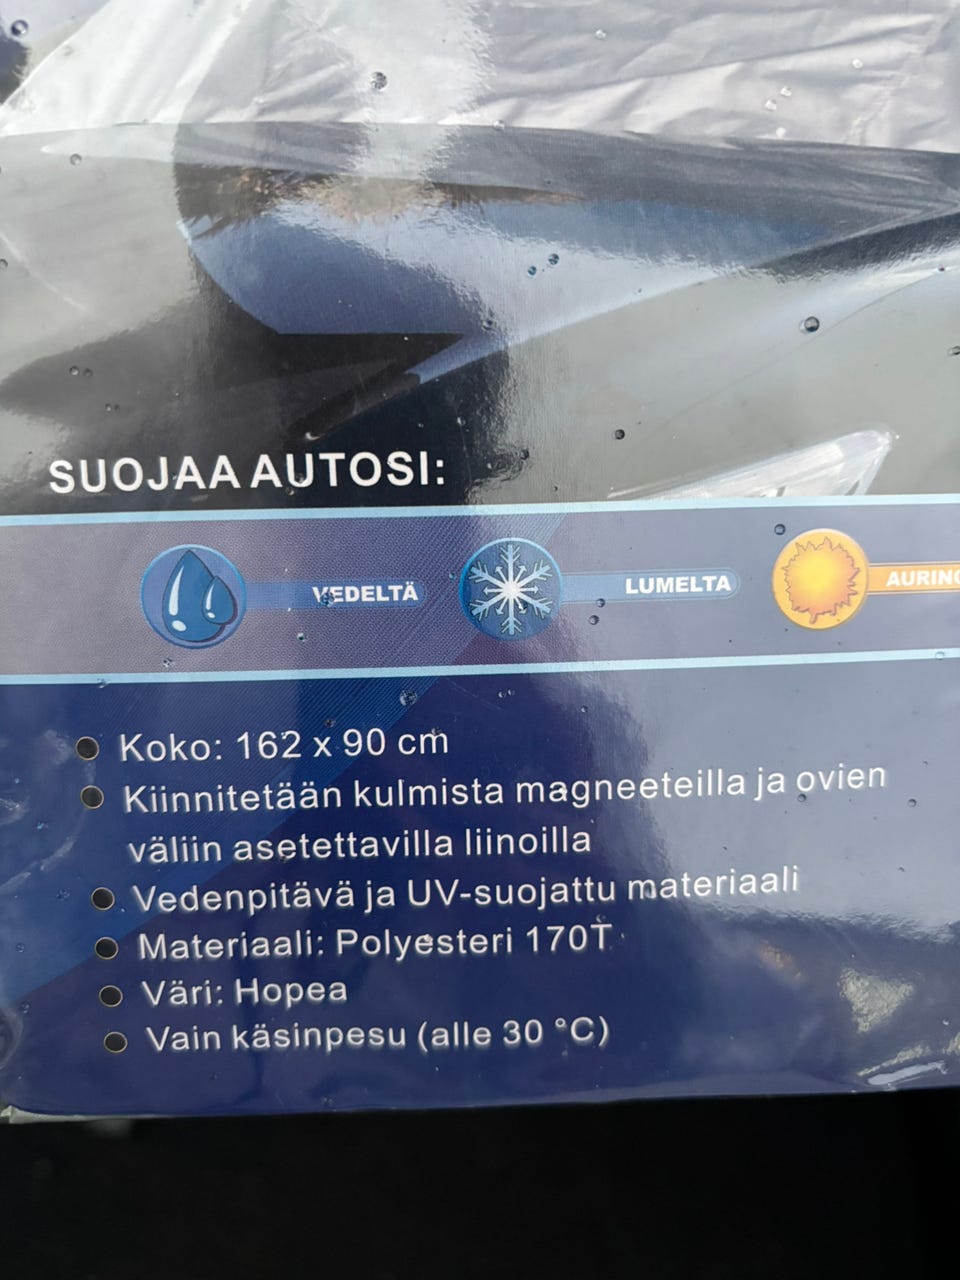 SUOJAA AUTOSI:
VEDELTÄ
LUMELTA
Koko: 162 x 90 cm
Kiinnitetään kulmista magneeteilla ja ovien
väliin asetettavilla liinoilla
Vedenpitävä ja UV-suojattu materiaali
Materiaali: Polyesteri 170T
Väri: Hopea
Vain käsinpesu (alle 30 °C)